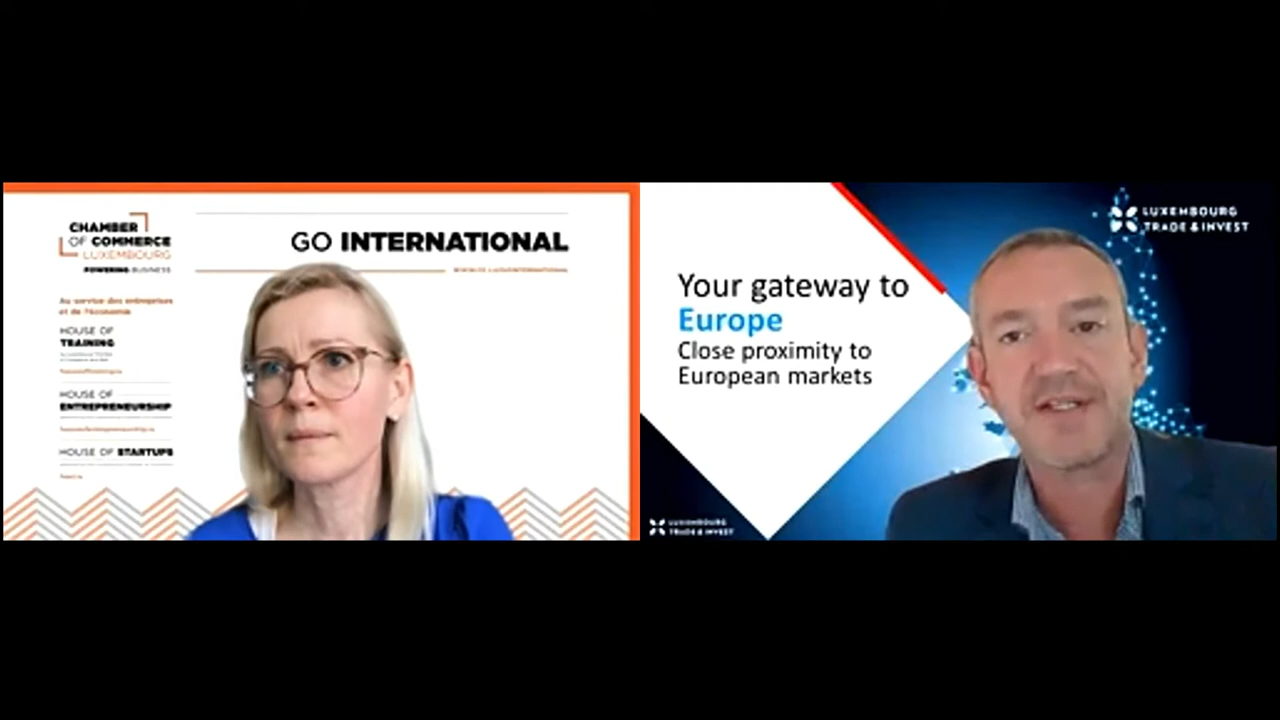 CHAMBER
OF COMMERCE
LUXEMBOURG
POWERING BUSINESS
GO INTERNATIONAL
Au service des entreprises
et de l'économie
HOUSE OF
TRAINING
HOUSE OF
ENTREPRENEURSHIP
HOUSE OF STARTUPS
LUXEMBOURG
TRADE & INVEST
Your gateway to
Europe
Close proximity to
European markets
LUXEMBOURG
TRADE & INVEST